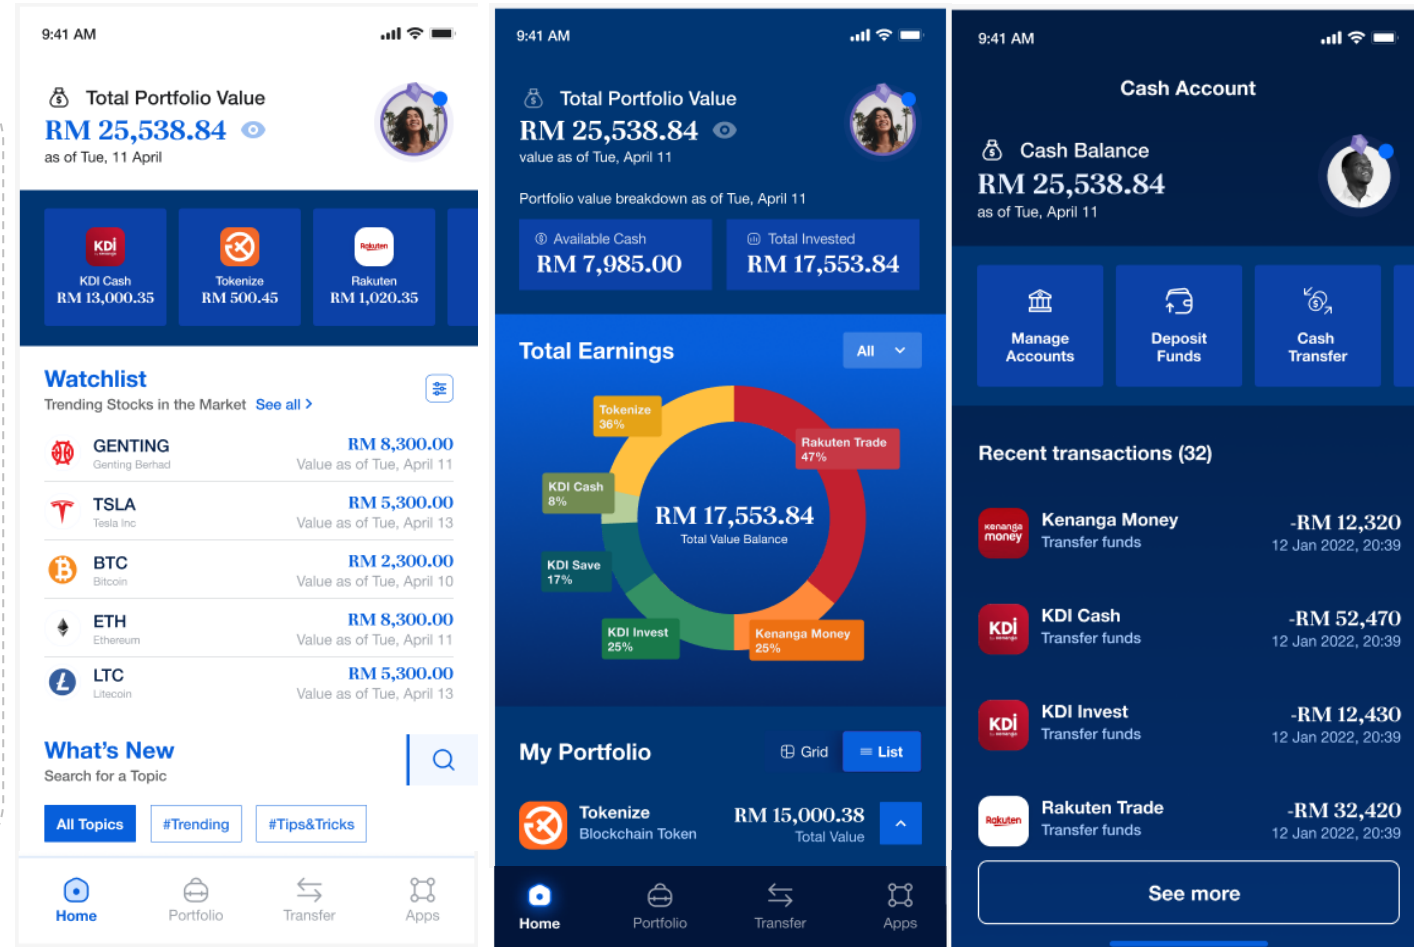 9:41 AM
Total Portfolio Value
RM 25,538.84
as of Tue, 11 April
KDI
by kenanga
KDI Cash
RM 13,000.35
Tokenize
RM 500.45
Rakuten
Rakuten
RM 1,020.35
Watchlist
Trending Stocks in the Market See all >
GENTING
Genting Berhad
RM 8,300.00
Value as of Tue, April 11
TSLA
Tesla Inc
RM 5,300.00
Value as of Tue, April 13
BTC
Bitcoin
RM 2,300.00
Value as of Tue, April 10
ETH
Ethereum
RM 8,300.00
Value as of Tue, April 11
LTC
Litecoin
RM 5,300.00
Value as of Tue, April 13
What's New
Search for a Topic
All Topics
#Trending
#Tips&Tricks
Home
Portfolio
Transfer
Apps
9:41 AM
Total Portfolio Value
RM 25,538.84
value as of Tue, April 11
Portfolio value breakdown as of Tue, April 11
Available Cash
RM 7,985.00
Total Invested
RM 17,553.84
Total Earnings
All
Tokenize
36%
Rakuten Trade
47%
KDI Cash
8%
RM 17,553.84
Total Value Balance
KDI Save
17%
KDI Invest
25%
Kenanga Money
25%
My Portfolio
Grid
List
Tokenize
Blockchain Token
RM 15,000.38
Total Value
Home
Portfolio
Transfer
Apps
9:41 AM
Cash Account
Cash Balance
RM 25,538.84
as of Tue, April 11
Manage
Accounts
Deposit
Funds
Cash
Transfer
Recent transactions (32)
kenanga
money
Kenanga Money
Transfer funds
-RM 12,320
12 Jan 2022, 20:39
KDI
by kenanga
KDI Cash
Transfer funds
-RM 52,470
12 Jan 2022, 20:39
KDI
by kenanga
KDI Invest
Transfer funds
-RM 12,430
12 Jan 2022, 20:39
Rakuten
Rakuten Trade
Transfer funds
-RM 32,420
12 Jan 2022, 20:39
See more